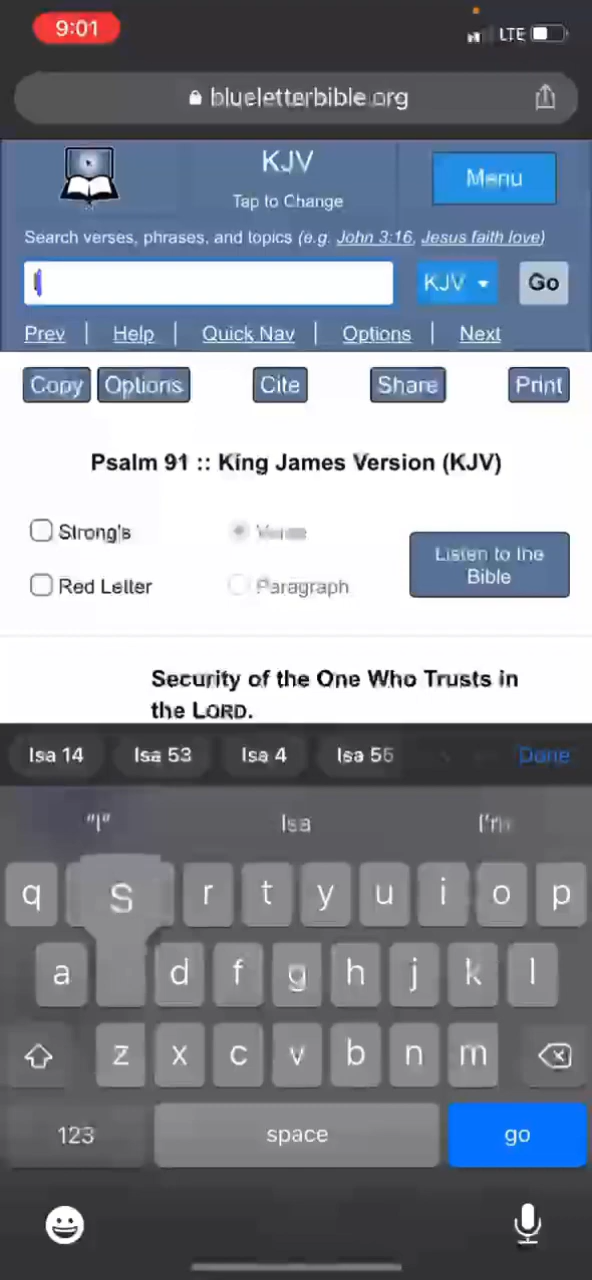 9:01
LTE
blueletterbible.org
KJV
Menu
Tap to Change
Search verses, phrases, and topics (e.g. John 3:16, Jesus faith love)
I
KJV
Go
Prev | Help | Quick Nav | Options | Next
Copy Options Cite Share Print
Psalm 91 :: King James Version (KJV)
Strong's
Verse
Red Letter
Paragraph
Listen to the
Bible
Security of the One Who Trusts in
the LORD.
Isa 14 Isa 53 Isa 4 Isa 55 Done
"I" Isa I'm
q S r t y u i o p
a d f g h j k l
z x c v b n m
123 space go